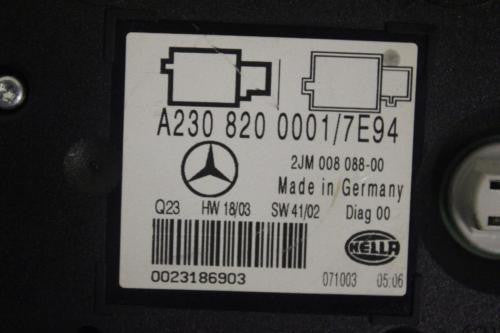 A230 820 0001/7E94
2JM 008 088-00
Made in Germany
Q23 HW 18/03 SW 41/02 Diag 00
HELLA
0023186903 071003 05:06